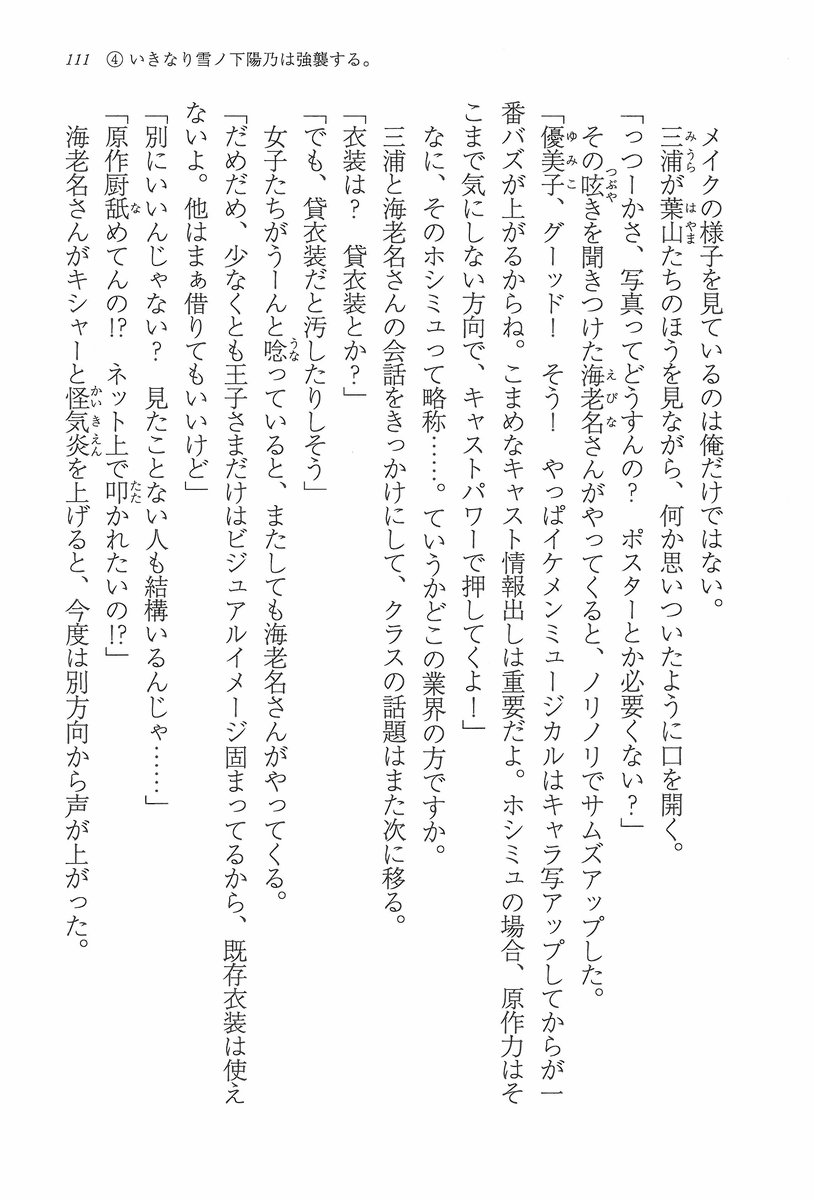 111 ④ いきなり雪ノ下陽乃は強襲する。
メイクの様子を見ているのは俺だけではない。
三浦が葉山たちのほうを見ながら、何か思いついたように口を開く。
「っつーかさ、写真ってどうすんの？　ポスターとか必要くない？」
その呟きを聞きつけた海老名さんがやってくると、ノリノリでサムズアップした。
「優美子、グーッド！　そう！　やっぱイケメンミュージカルはキャラ写アップしてからが一
番バズが上がるからね。こまめなキャスト情報出しは重要だよ。ホシミュの場合、原作力はそ
こまで気にしない方向で、キャストパワーで押してくよ！」
なに、そのホシミュって略称……。ていうかどこの業界の方ですか。
三浦と海老名さんの会話をきっかけにして、クラスの話題はまた次に移る。
「衣装は？　貸衣装とか？」
「でも、貸衣装だと汚したりしそう」
女子たちがうーんと唸っていると、またしても海老名さんがやってくる。
「だめだめ、少なくとも王子さまだけはビジュアルイメージ固まってるから、既存衣装は使え
ないよ。他はまぁ借りてもいいけど」
「別にいいんじゃない？　見たことない人も結構いるんじゃ……」
「原作厨舐めてんの!?　ネット上で叩かれたいの!?」
海老名さんがキシャーと怪気炎を上げると、今度は別方向から声が上がった。